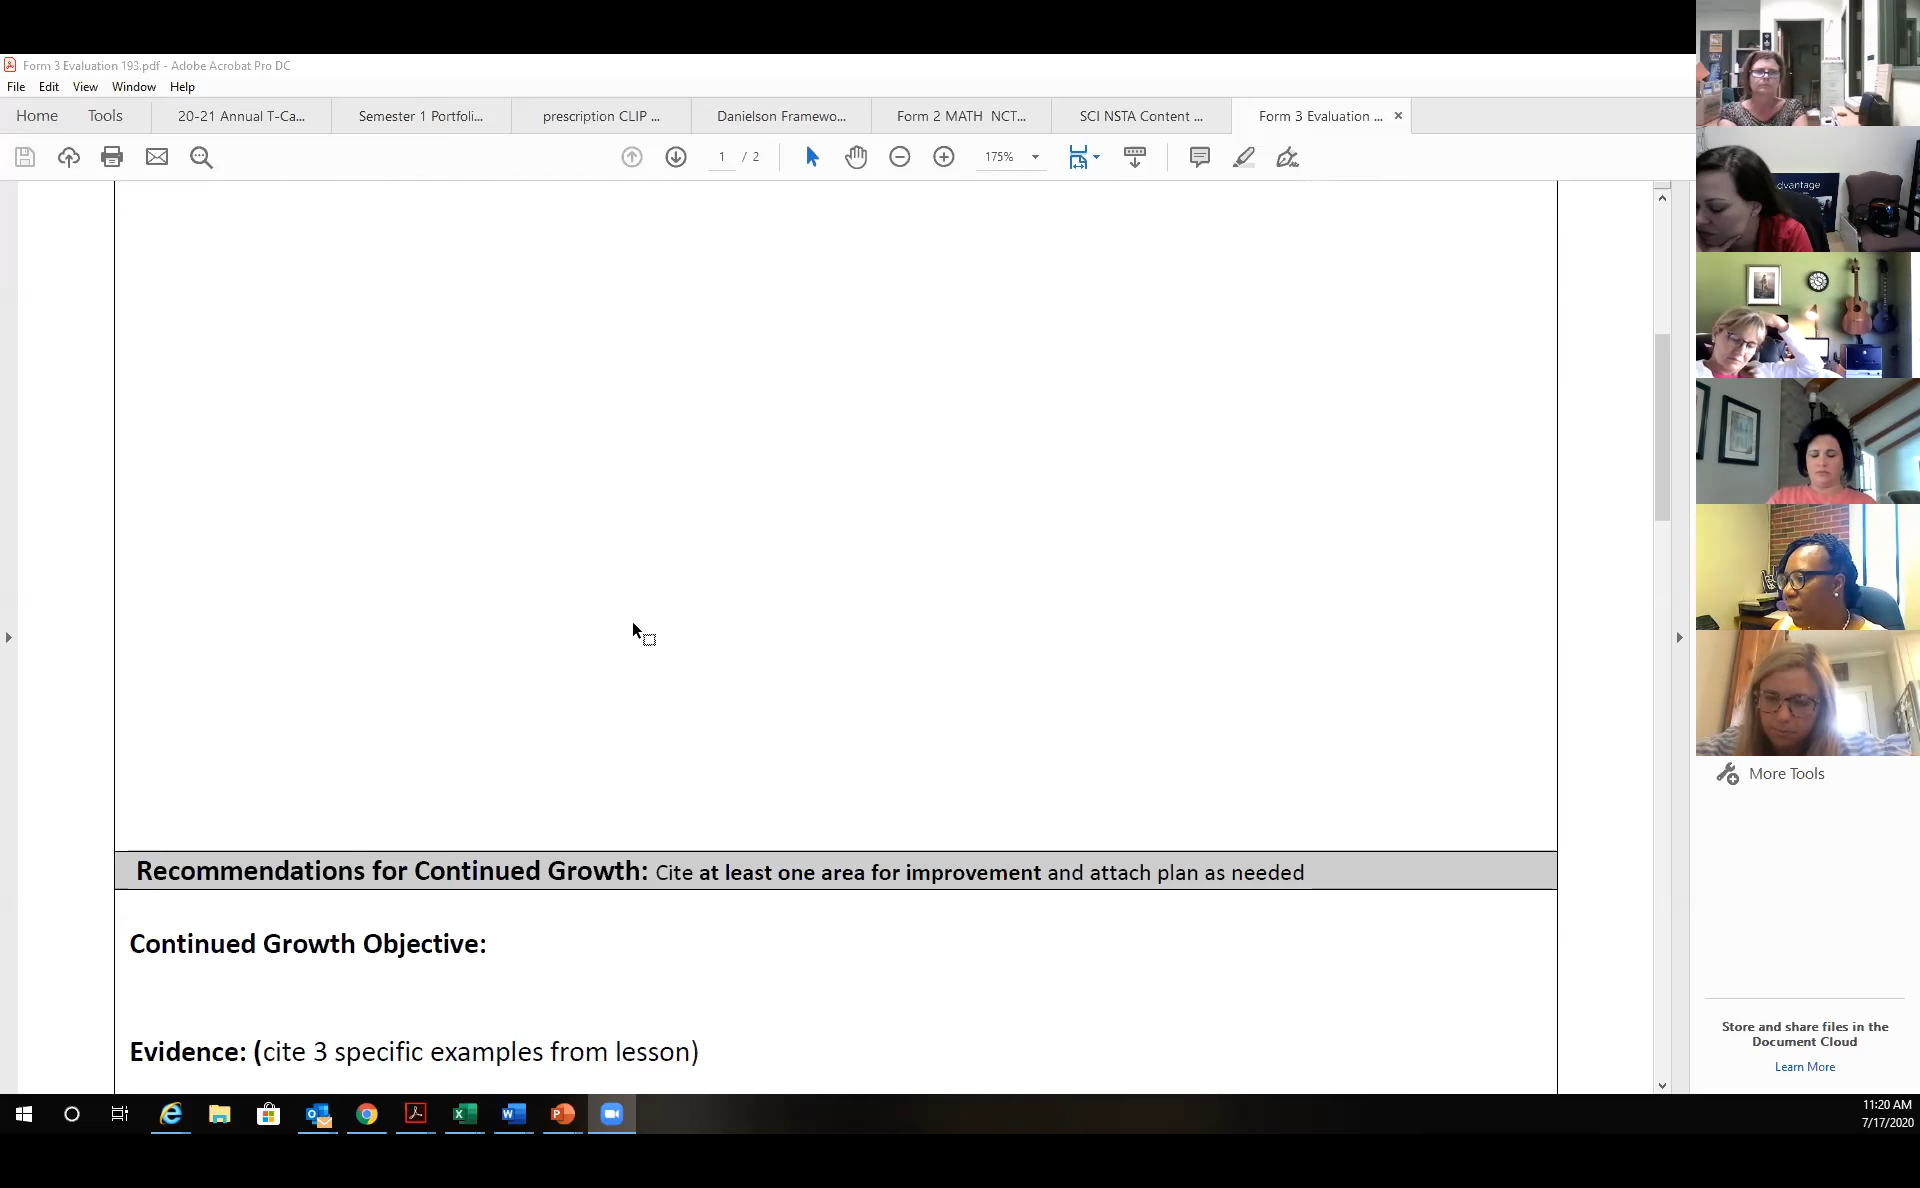 Form 3 Evaluation 193.pdf - Adobe Acrobat Pro DC
File Edit View Window Help
Home Tools 20-21 Annual T-Ca... Semester 1 Portfoli... prescription CLIP ... Danielson Framewo... Form 2 MATH NCT... SCI NSTA Content ... Form 3 Evaluation ... ×
1 / 2 175%
dvantage
Recommendations for Continued Growth: Cite at least one area for improvement and attach plan as needed
Continued Growth Objective:
Evidence: (cite 3 specific examples from lesson)
More Tools
Store and share files in the
Document Cloud
Learn More
11:20 AM
7/17/2020